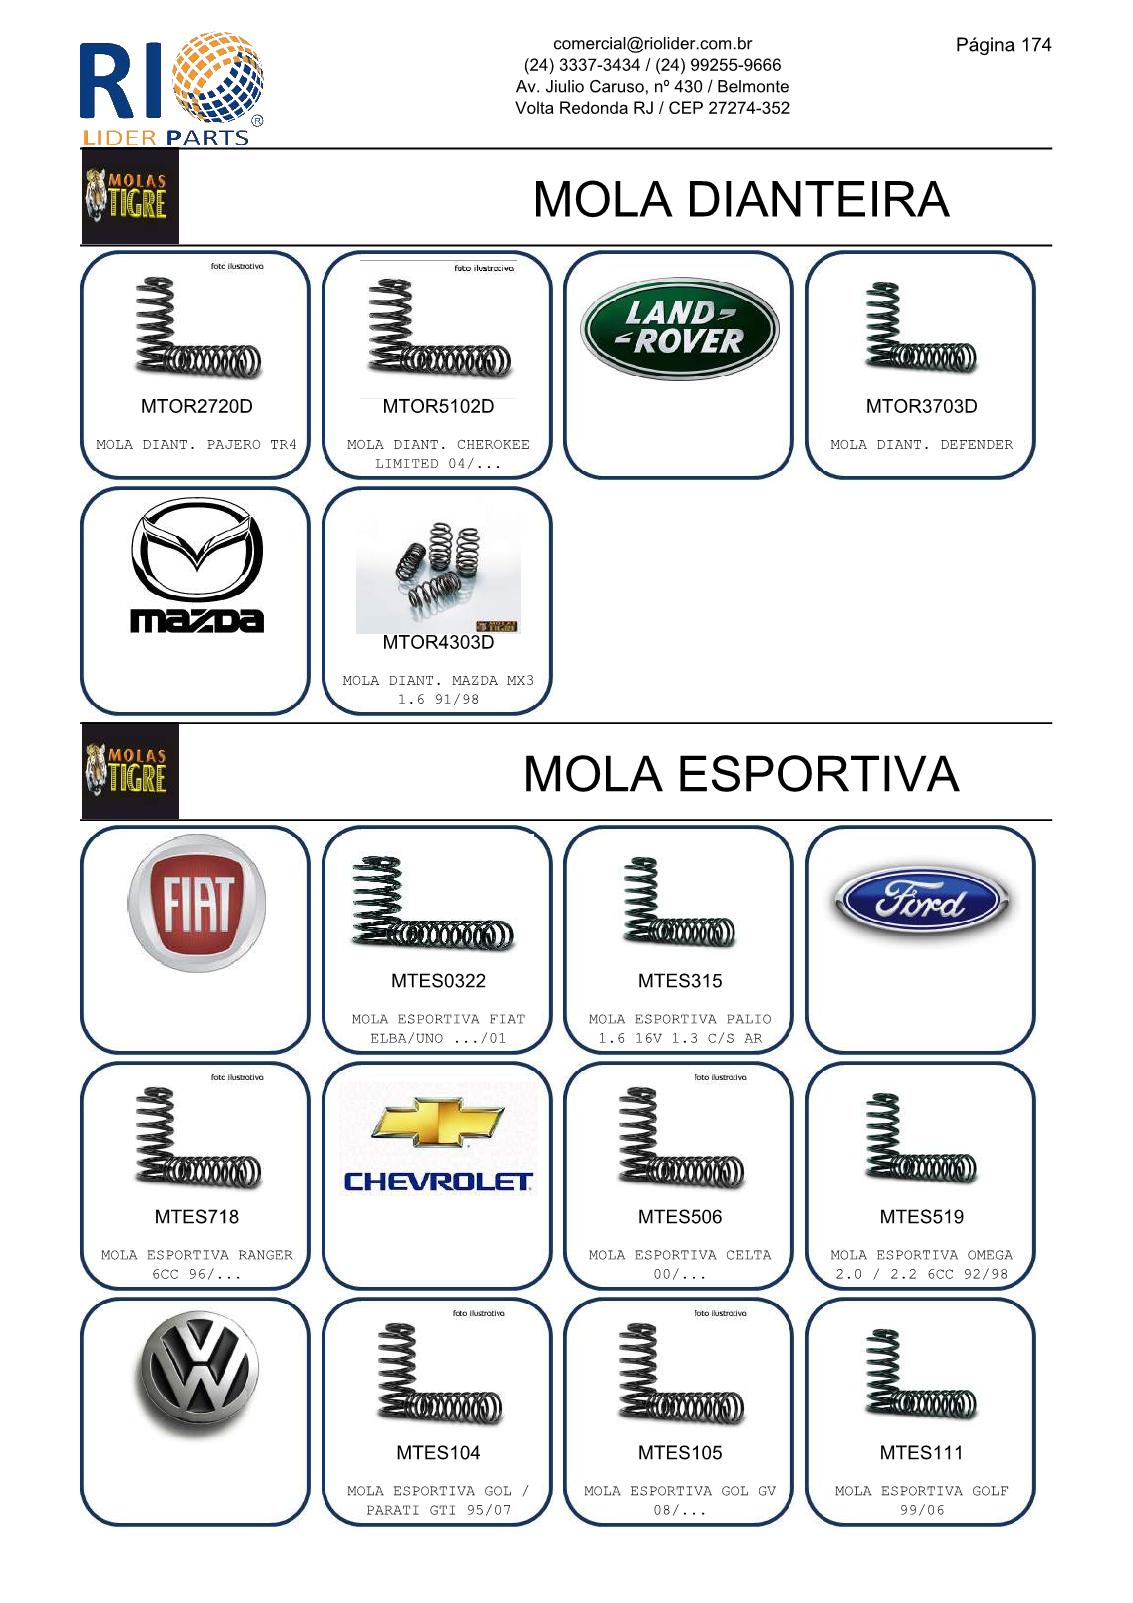 RIO
LIDER PARTS
®
comercial@riolider.com.br
(24) 3337-3434 / (24) 99255-9666
Av. Jiulio Caruso, nº 430 / Belmonte
Volta Redonda RJ / CEP 27274-352
Página 174
MOLAS
TIGRE
MOLA DIANTEIRA
foto ilustrativa
MTOR2720D
MOLA DIANT. PAJERO TR4
foto ilustrativa
MTOR5102D
MOLA DIANT. CHEROKEE
LIMITED 04/...
LAND-
-ROVER
MTOR3703D
MOLA DIANT. DEFENDER
mazda
MOLAS
TIGRE
MTOR4303D
MOLA DIANT. MAZDA MX3
1.6 91/98
MOLAS
TIGRE
MOLA ESPORTIVA
FIAT
MTES0322
MOLA ESPORTIVA FIAT
ELBA/UNO .../01
MTES315
MOLA ESPORTIVA PALIO
1.6 16V 1.3 C/S AR
Ford
foto ilustrativa
MTES718
MOLA ESPORTIVA RANGER
6CC 96/...
CHEVROLET
foto ilustrativa
MTES506
MOLA ESPORTIVA CELTA
00/...
MTES519
MOLA ESPORTIVA OMEGA
2.0 / 2.2 6CC 92/98
VW
foto ilustrativa
MTES104
MOLA ESPORTIVA GOL /
PARATI GTI 95/07
foto ilustrativa
MTES105
MOLA ESPORTIVA GOL GV
08/...
MTES111
MOLA ESPORTIVA GOLF
99/06